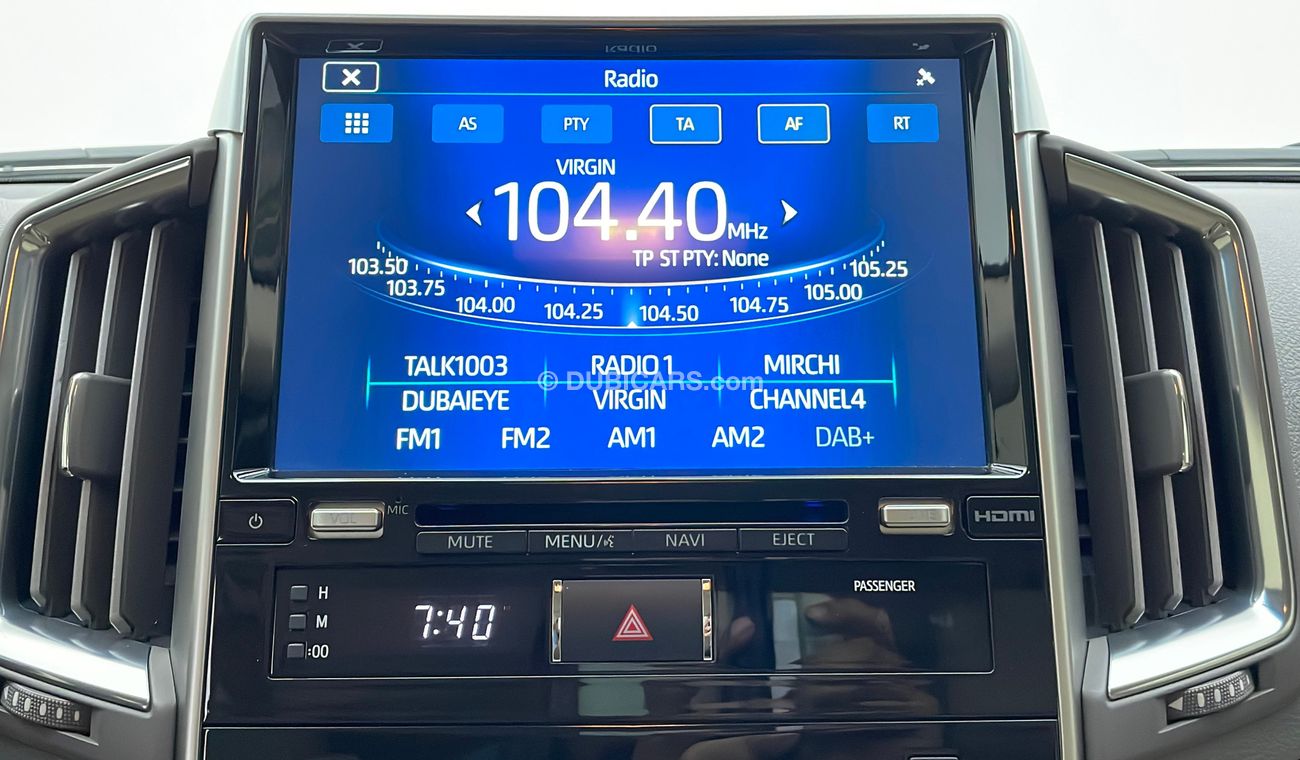 Radio
AS PTY TA AF RT
VIRGIN
104.40 MHz
TP ST PTY: None
103.50 103.75 104.00 104.25 104.50 104.75 105.00 105.25
TALK1003 RADIO 1 MIRCHI
© DUBICARS.com
DUBAIEYE VIRGIN CHANNEL4
FM1 FM2 AM1 AM2 DAB+
VOL MIC HDMI
MUTE MENU/ NAVI EJECT
H PASSENGER
7:40
M
:00